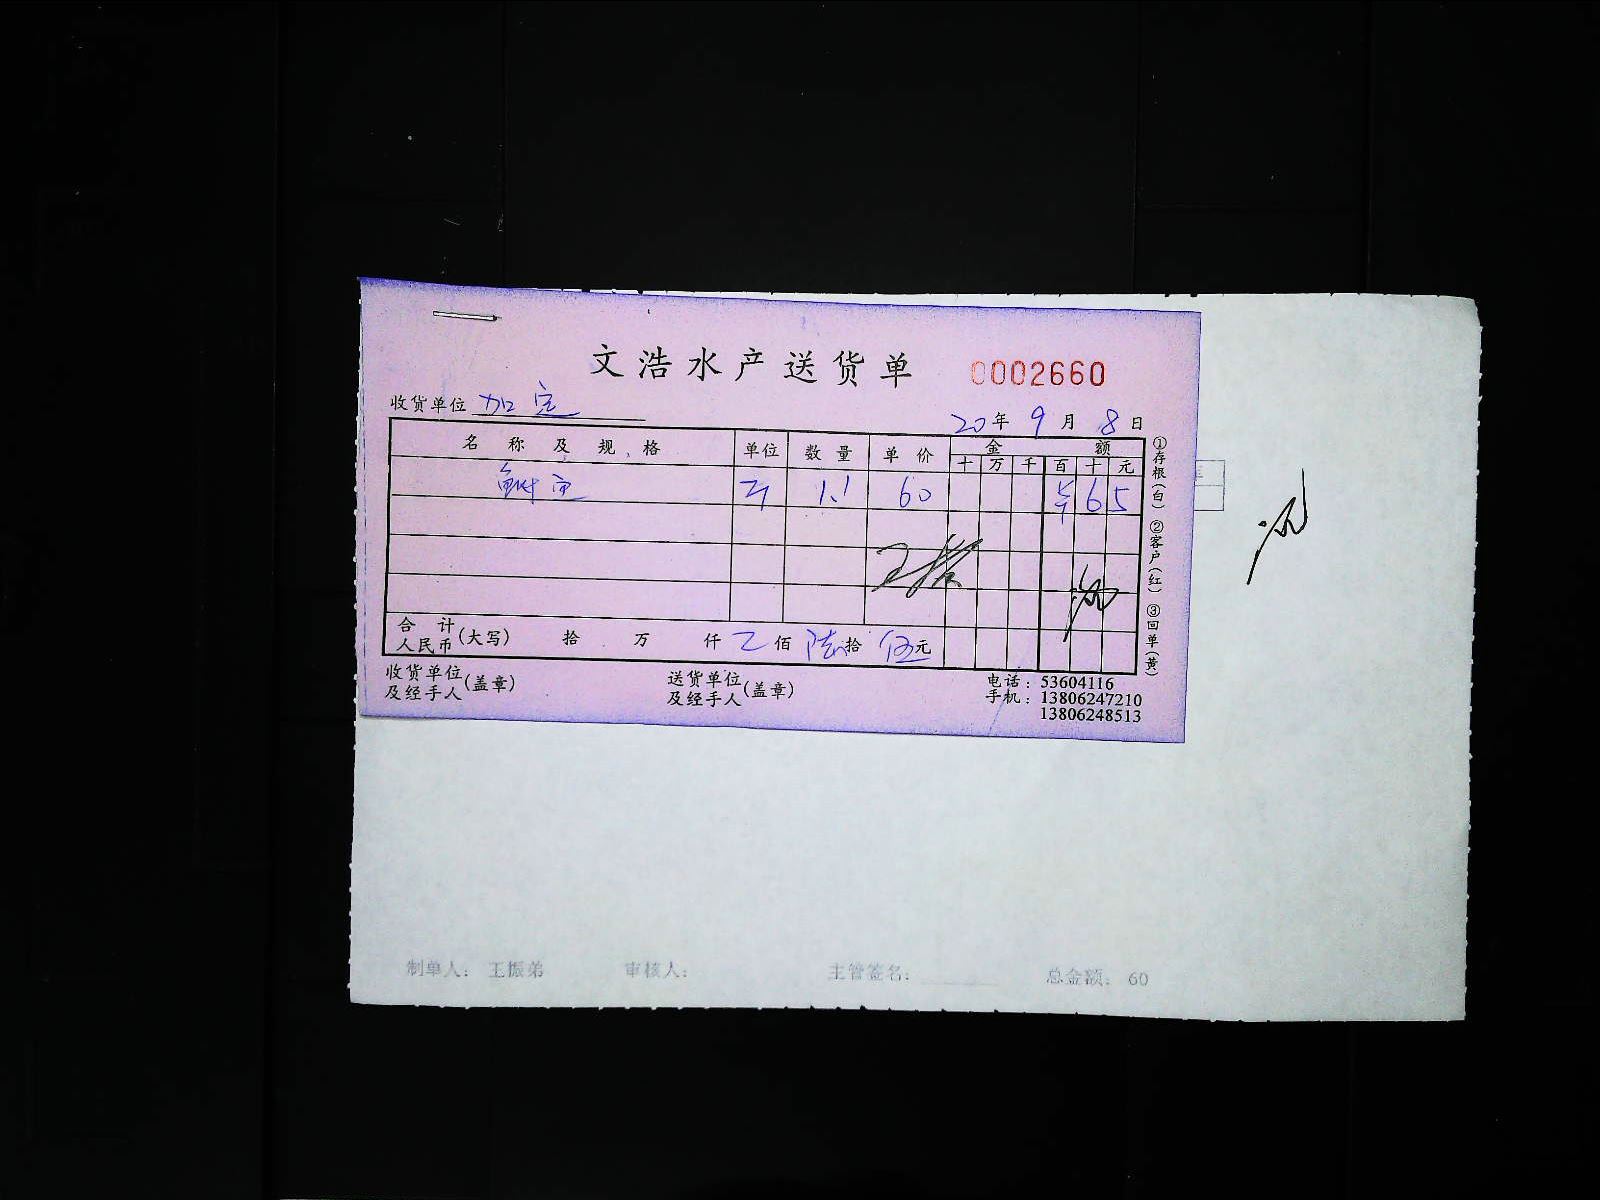 文浩水产送货单 0002660
收货单位 加定
20年 9月 8日
名称及规格 单位 数量 单价 金额
十 万 千 百 十 元
斤 1.1 60 ¥ 6 5
合计人民币(大写) 拾 万 仟 乙佰 陆拾 伍元
收货单位及经手人(盖章) 送货单位及经手人(盖章)
电话：53604116
手机：13806247210
13806248513
①存根(白) ②客户(红) ③回单(黄)
制单人： 王振弟 审核人： 主管签名： 总金额： 60